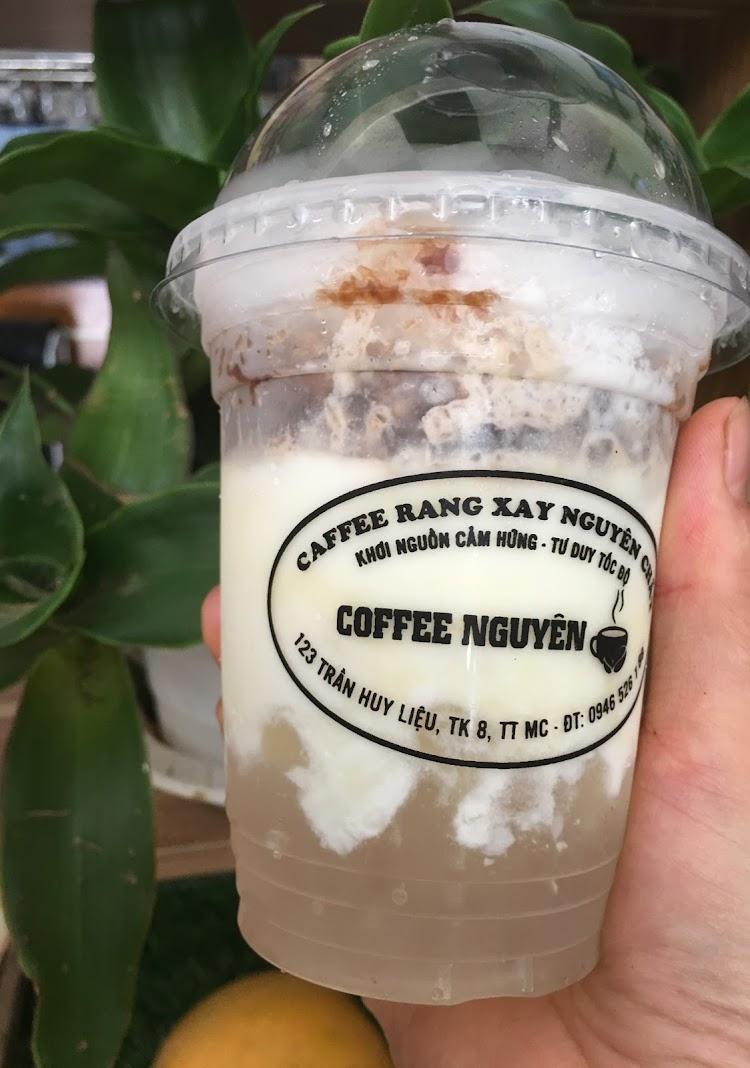 CAFFEE RANG XAY NGUYÊN
KHƠI NGUỒN CẢM HỨNG - TƯ DUY TỐC ĐỘ
COFFEE NGUYÊN
123 TRẦN HUY LIỆU, TK 8, TT MC - ĐT: 0946 526